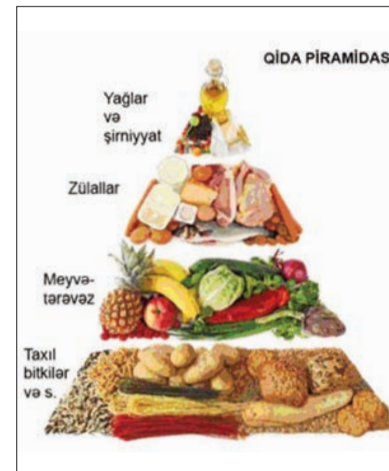 QİDA PİRAMİDAS
Yağlar
və
şirniyyat
Zülallar
Meyvə-
tərəvəz
Taxıl
bitkilər
və s.